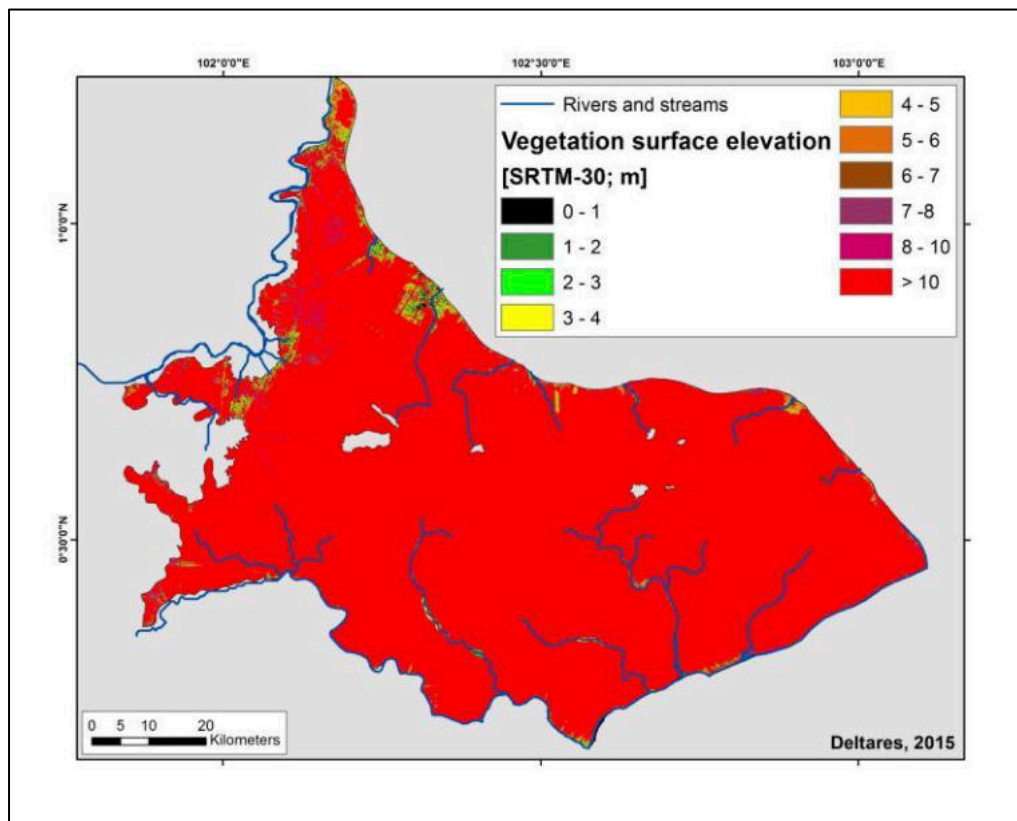 102°0'0"E
102°30'0"E
103°0'0"E
1°0'0"N
0°30'0"N
Rivers and streams
Vegetation surface elevation
[SRTM-30; m]
0 - 1
1 - 2
2 - 3
3 - 4
4 - 5
5 - 6
6 - 7
7 -8
8 - 10
> 10
0 5 10 20
Kilometers
Deltares, 2015